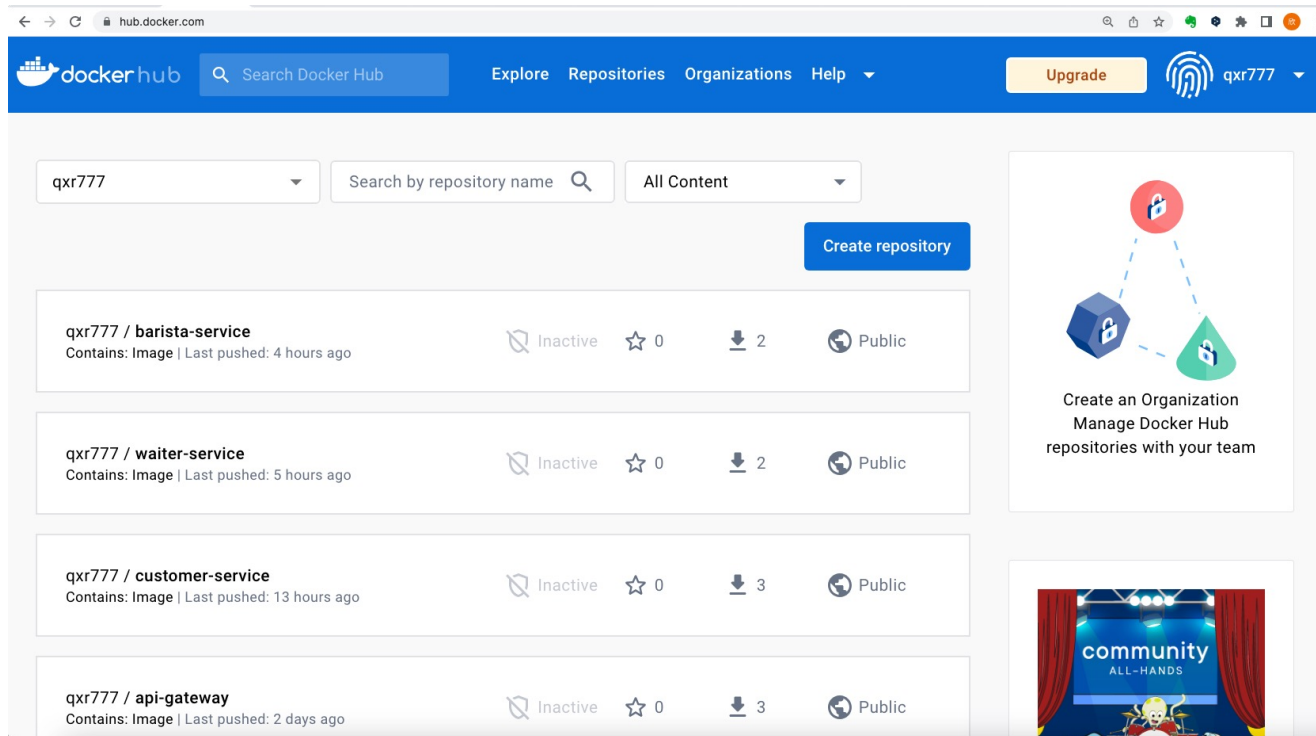 hub.docker.com
欣
dockerhub
Search Docker Hub
Explore Repositories Organizations Help
Upgrade
qxr777
qxr777
Search by repository name
All Content
Create repository
qxr777 / barista-service
Contains: Image | Last pushed: 4 hours ago
Inactive 0 2 Public
qxr777 / waiter-service
Contains: Image | Last pushed: 5 hours ago
Inactive 0 2 Public
qxr777 / customer-service
Contains: Image | Last pushed: 13 hours ago
Inactive 0 3 Public
qxr777 / api-gateway
Contains: Image | Last pushed: 2 days ago
Inactive 0 3 Public
Create an Organization
Manage Docker Hub
repositories with your team
community
ALL-HANDS